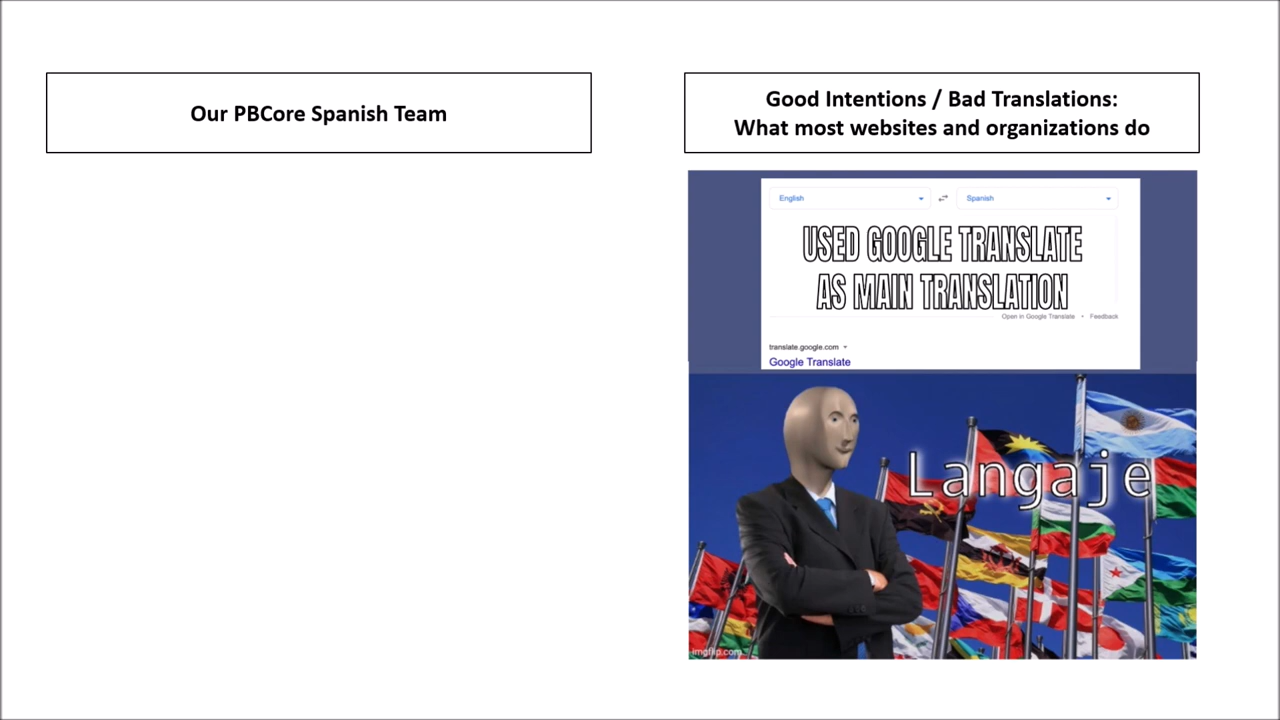 Our PBCore Spanish Team
Good Intentions / Bad Translations:
What most websites and organizations do
English
Spanish
USED GOOGLE TRANSLATE
AS MAIN TRANSLATION
Open in Google Translate • Feedback
translate.google.com
Google Translate
Langaje
imgflip.com